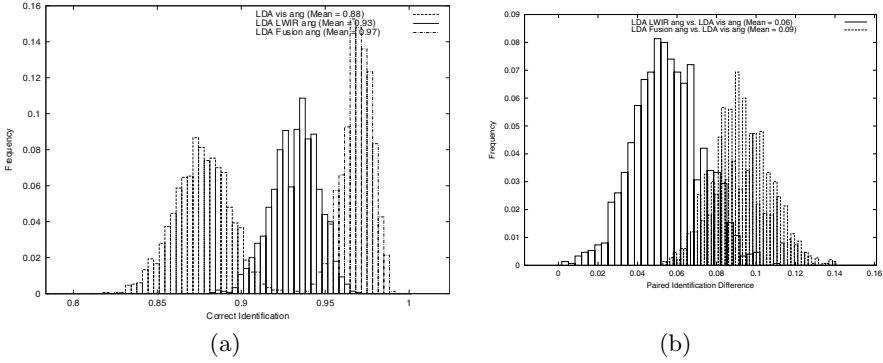 LDA vis ang (Mean = 0.88)
LDA LWIR ang (Mean = 0.93)
LDA Fusion ang (Mean = 0.97)
0.16
0.14
0.12
0.1
0.08
0.06
0.04
0.02
0
Frequency
0.8 0.85 0.9 0.95 1
Correct Identification
(a)
LDA LWIR ang vs. LDA vis ang (Mean = 0.06)
LDA Fusion ang vs. LDA vis ang (Mean = 0.09)
0.09
0.08
0.07
0.06
0.05
0.04
0.03
0.02
0.01
0
Frequency
0 0.02 0.04 0.06 0.08 0.1 0.12 0.14 0.16
Paired Identification Difference
(b)